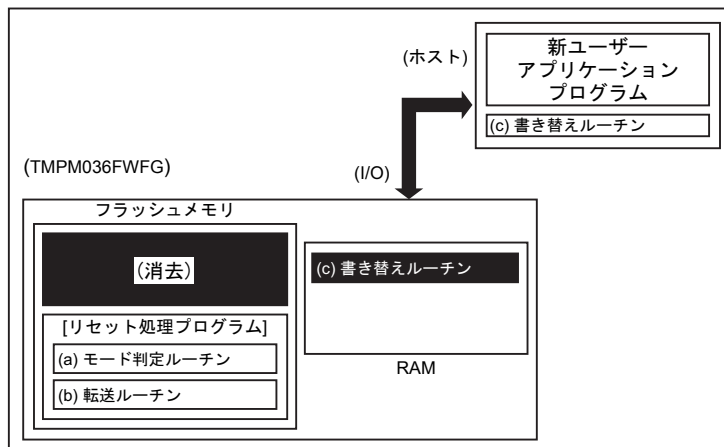 (ホスト)
新ユーザー
アプリケーション
プログラム
(c) 書き替えルーチン
(TMPM036FWFG)
(I/O)
フラッシュメモリ
(消去)
[リセット処理プログラム]
(a) モード判定ルーチン
(b) 転送ルーチン
(c) 書き替えルーチン
RAM